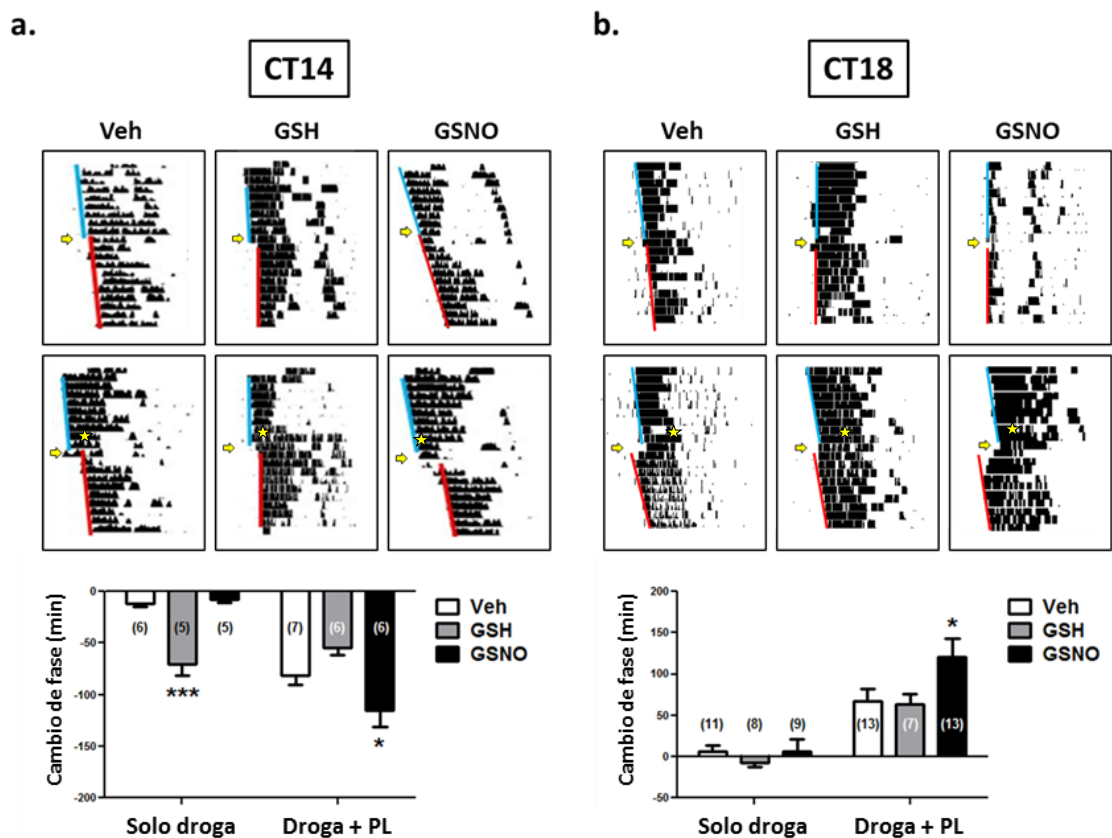 a.
CT14
Veh GSH GSNO
Cambio de fase (min)
0
-50
-100
-150
-200
(6) (5) (5) (7) (6) (6)
***
*
Solo droga Droga + PL
Veh
GSH
GSNO
b.
CT18
Veh GSH GSNO
Cambio de fase (min)
200
150
100
50
0
-50
*
(11) (8) (9) (13) (7) (13)
Solo droga Droga + PL
Veh
GSH
GSNO